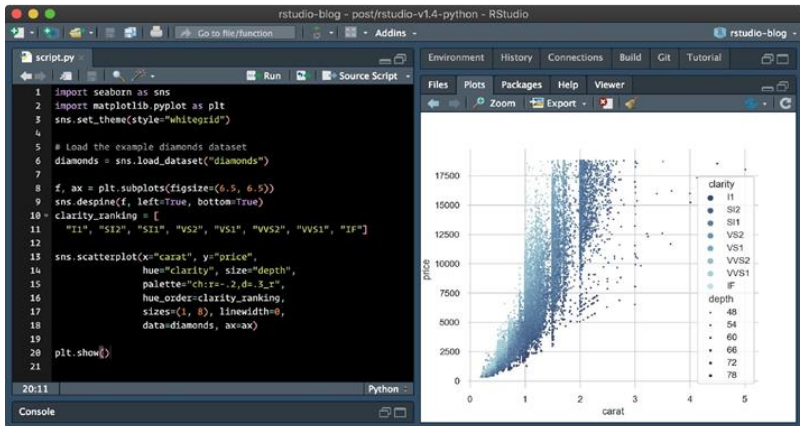 rstudio-blog - post/rstudio-v1.4-python - RStudio
Go to file/function
Addins
rstudio-blog
script.py
Run
Source Script
1 import seaborn as sns
2 import matplotlib.pyplot as plt
3 sns.set_theme(style="whitegrid")
4
5 # Load the example diamonds dataset
6 diamonds = sns.load_dataset("diamonds")
7
8 f, ax = plt.subplots(figsize=(6.5, 6.5))
9 sns.despine(f, left=True, bottom=True)
10 clarity_ranking = [
11 "I1", "SI2", "SI1", "VS2", "VS1", "VVS2", "VVS1", "IF"]
12
13 sns.scatterplot(x="carat", y="price",
14 hue="clarity", size="depth",
15 palette="ch:r=-.2,d=.3_r",
16 hue_order=clarity_ranking,
17 sizes=(1, 8), linewidth=0,
18 data=diamonds, ax=ax)
19
20 plt.show()
21
20:11
Python
Console
Environment History Connections Build Git Tutorial
Files Plots Packages Help Viewer
Zoom Export
17500
15000
12500
10000
7500
5000
2500
0
price
0 1 2 3 4 5
carat
clarity
I1
SI2
SI1
VS2
VS1
VVS2
VVS1
IF
depth
48
54
60
66
72
78